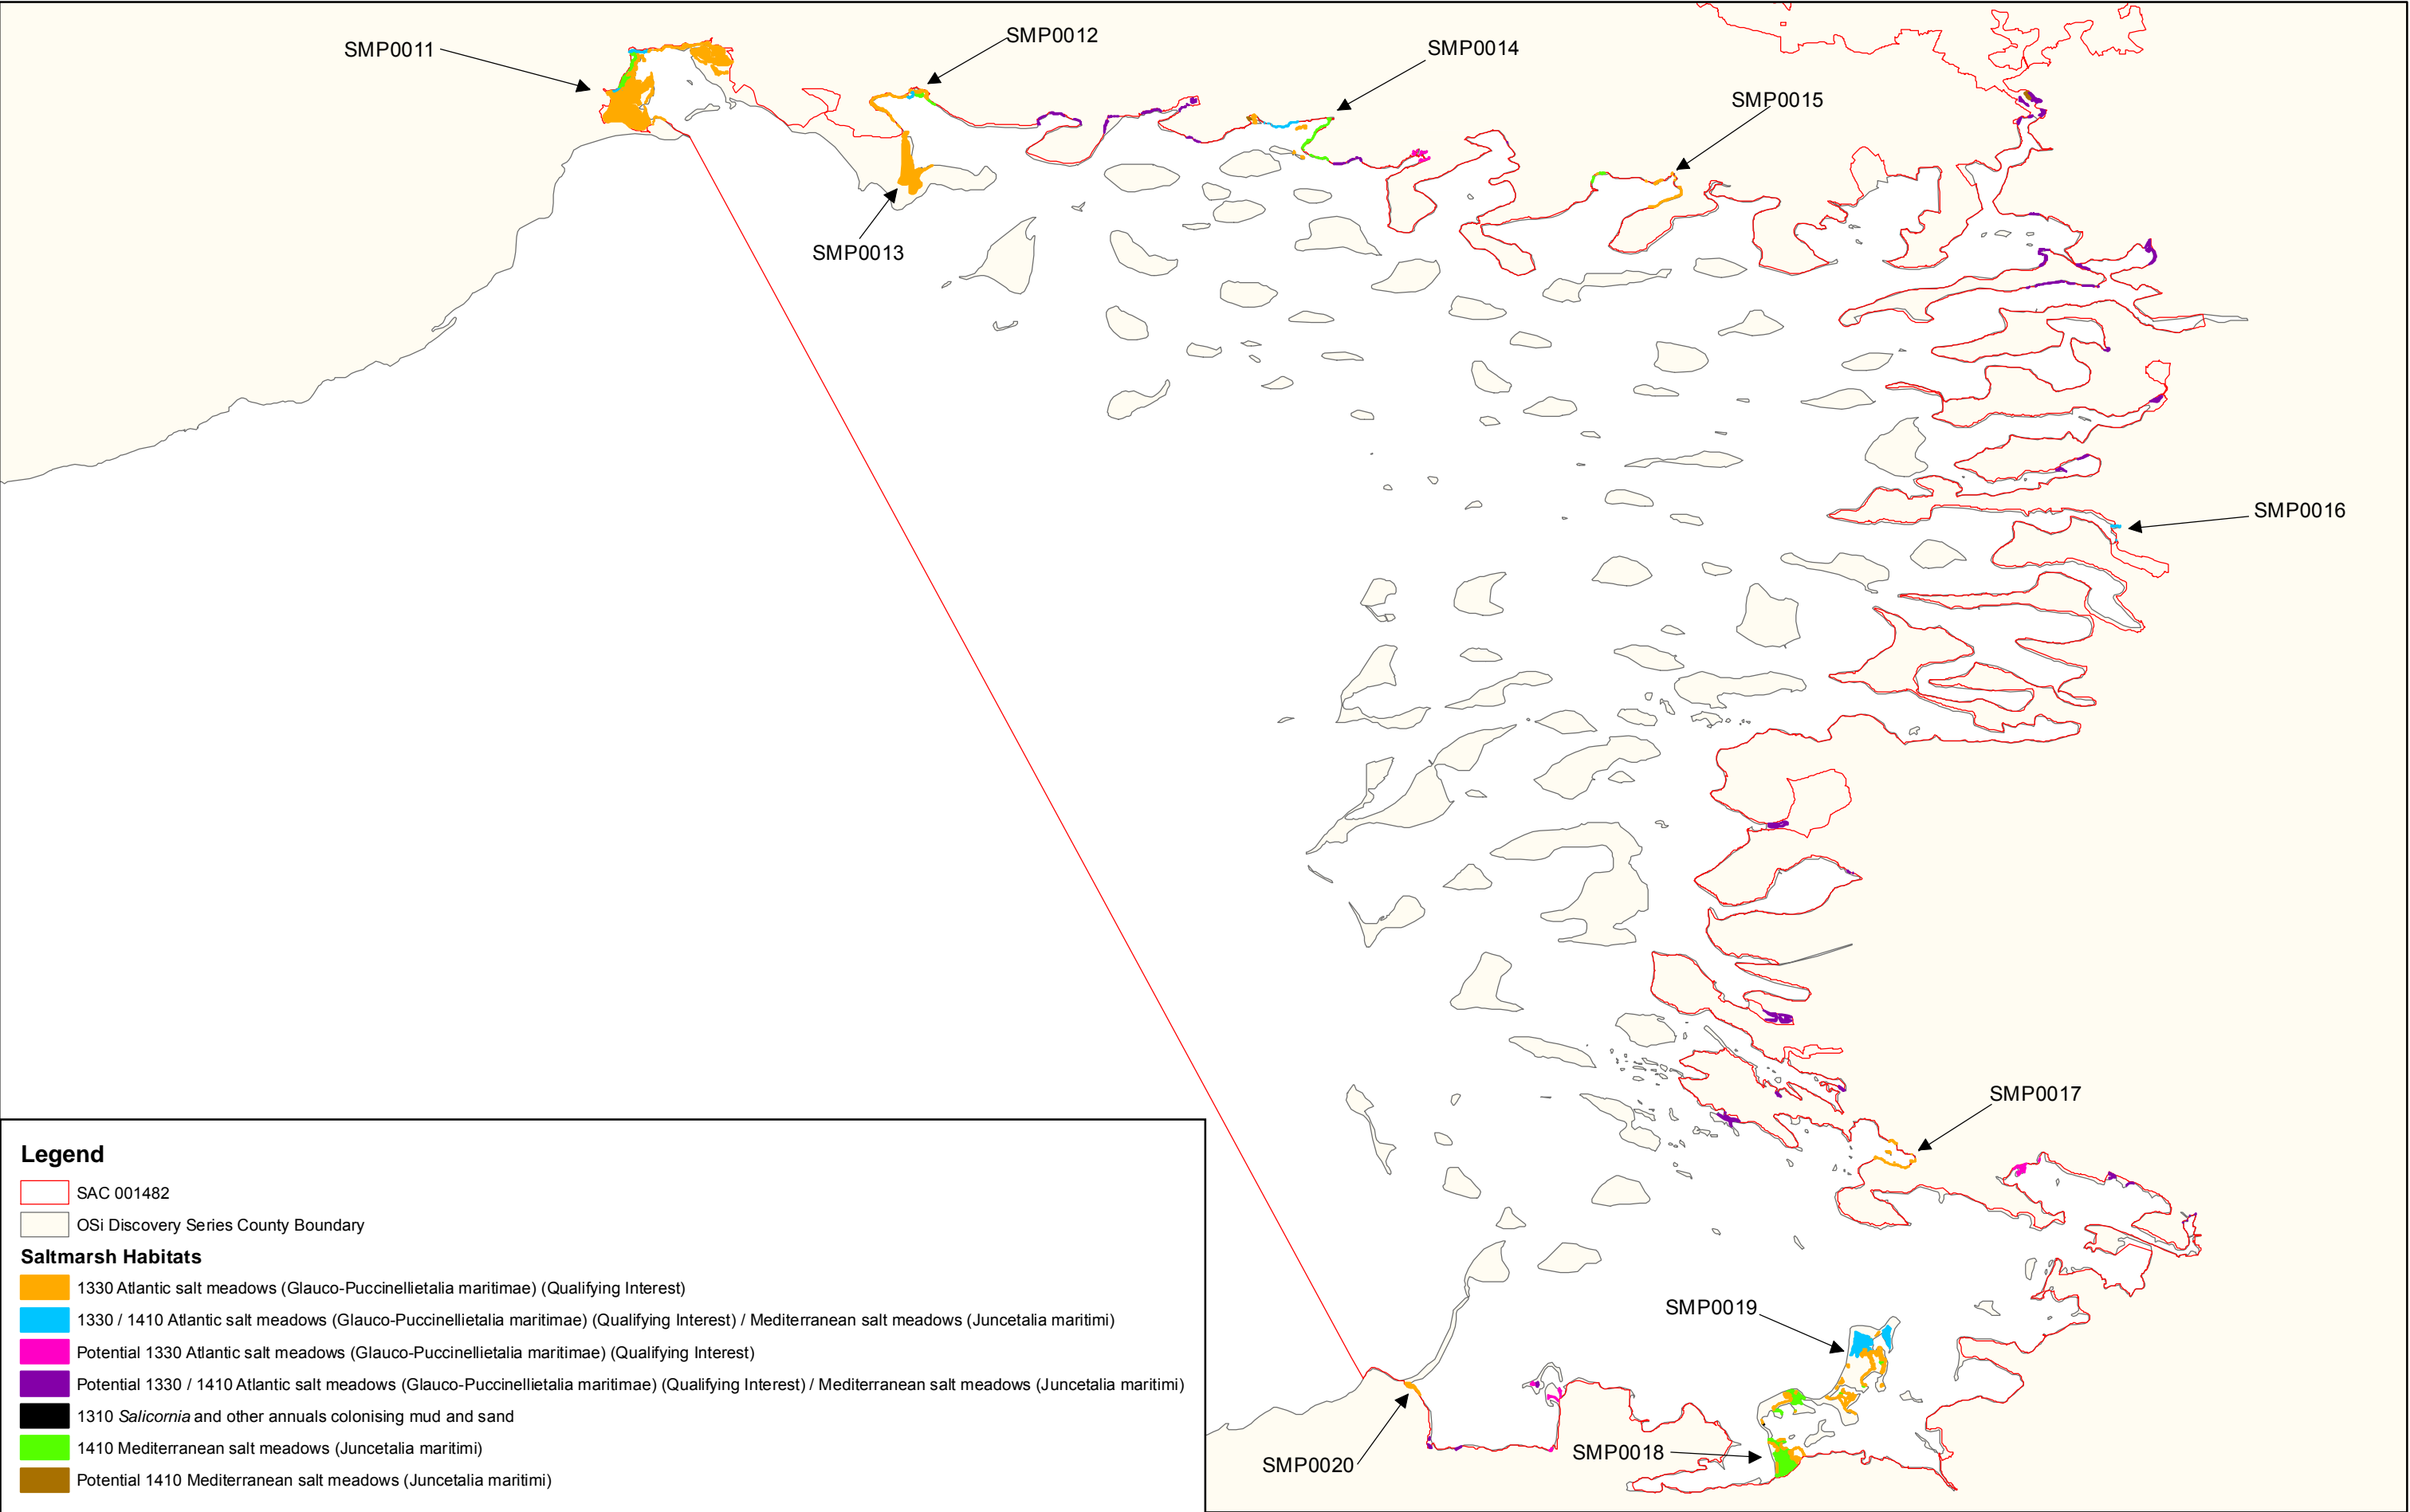 SMP0011
SMP0012
SMP0014
SMP0015
SMP0013
SMP0016
SMP0017
SMP0019
SMP0020
SMP0018
Legend
SAC 001482
OSi Discovery Series County Boundary
Saltmarsh Habitats
1330 Atlantic salt meadows (Glauco-Puccinellietalia maritimae) (Qualifying Interest)
1330 / 1410 Atlantic salt meadows (Glauco-Puccinellietalia maritimae) (Qualifying Interest) / Mediterranean salt meadows (Juncetalia maritimi)
Potential 1330 Atlantic salt meadows (Glauco-Puccinellietalia maritimae) (Qualifying Interest)
Potential 1330 / 1410 Atlantic salt meadows (Glauco-Puccinellietalia maritimae) (Qualifying Interest) / Mediterranean salt meadows (Juncetalia maritimi)
1310 Salicornia and other annuals colonising mud and sand
1410 Mediterranean salt meadows (Juncetalia maritimi)
Potential 1410 Mediterranean salt meadows (Juncetalia maritimi)